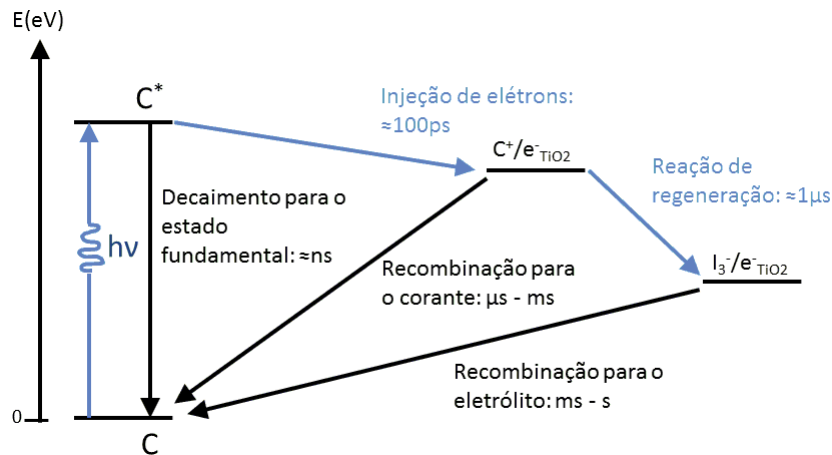 E(eV)
C*
Injeção de elétrons:
≈100ps
C⁺/e⁻TiO2
Reação de
regeneração: ≈1μs
Decaimento para o
estado
fundamental: ≈ns
hν
Recombinação para
o corante: μs - ms
I₃⁻/e⁻TiO2
Recombinação para o
eletrólito: ms - s
0
C